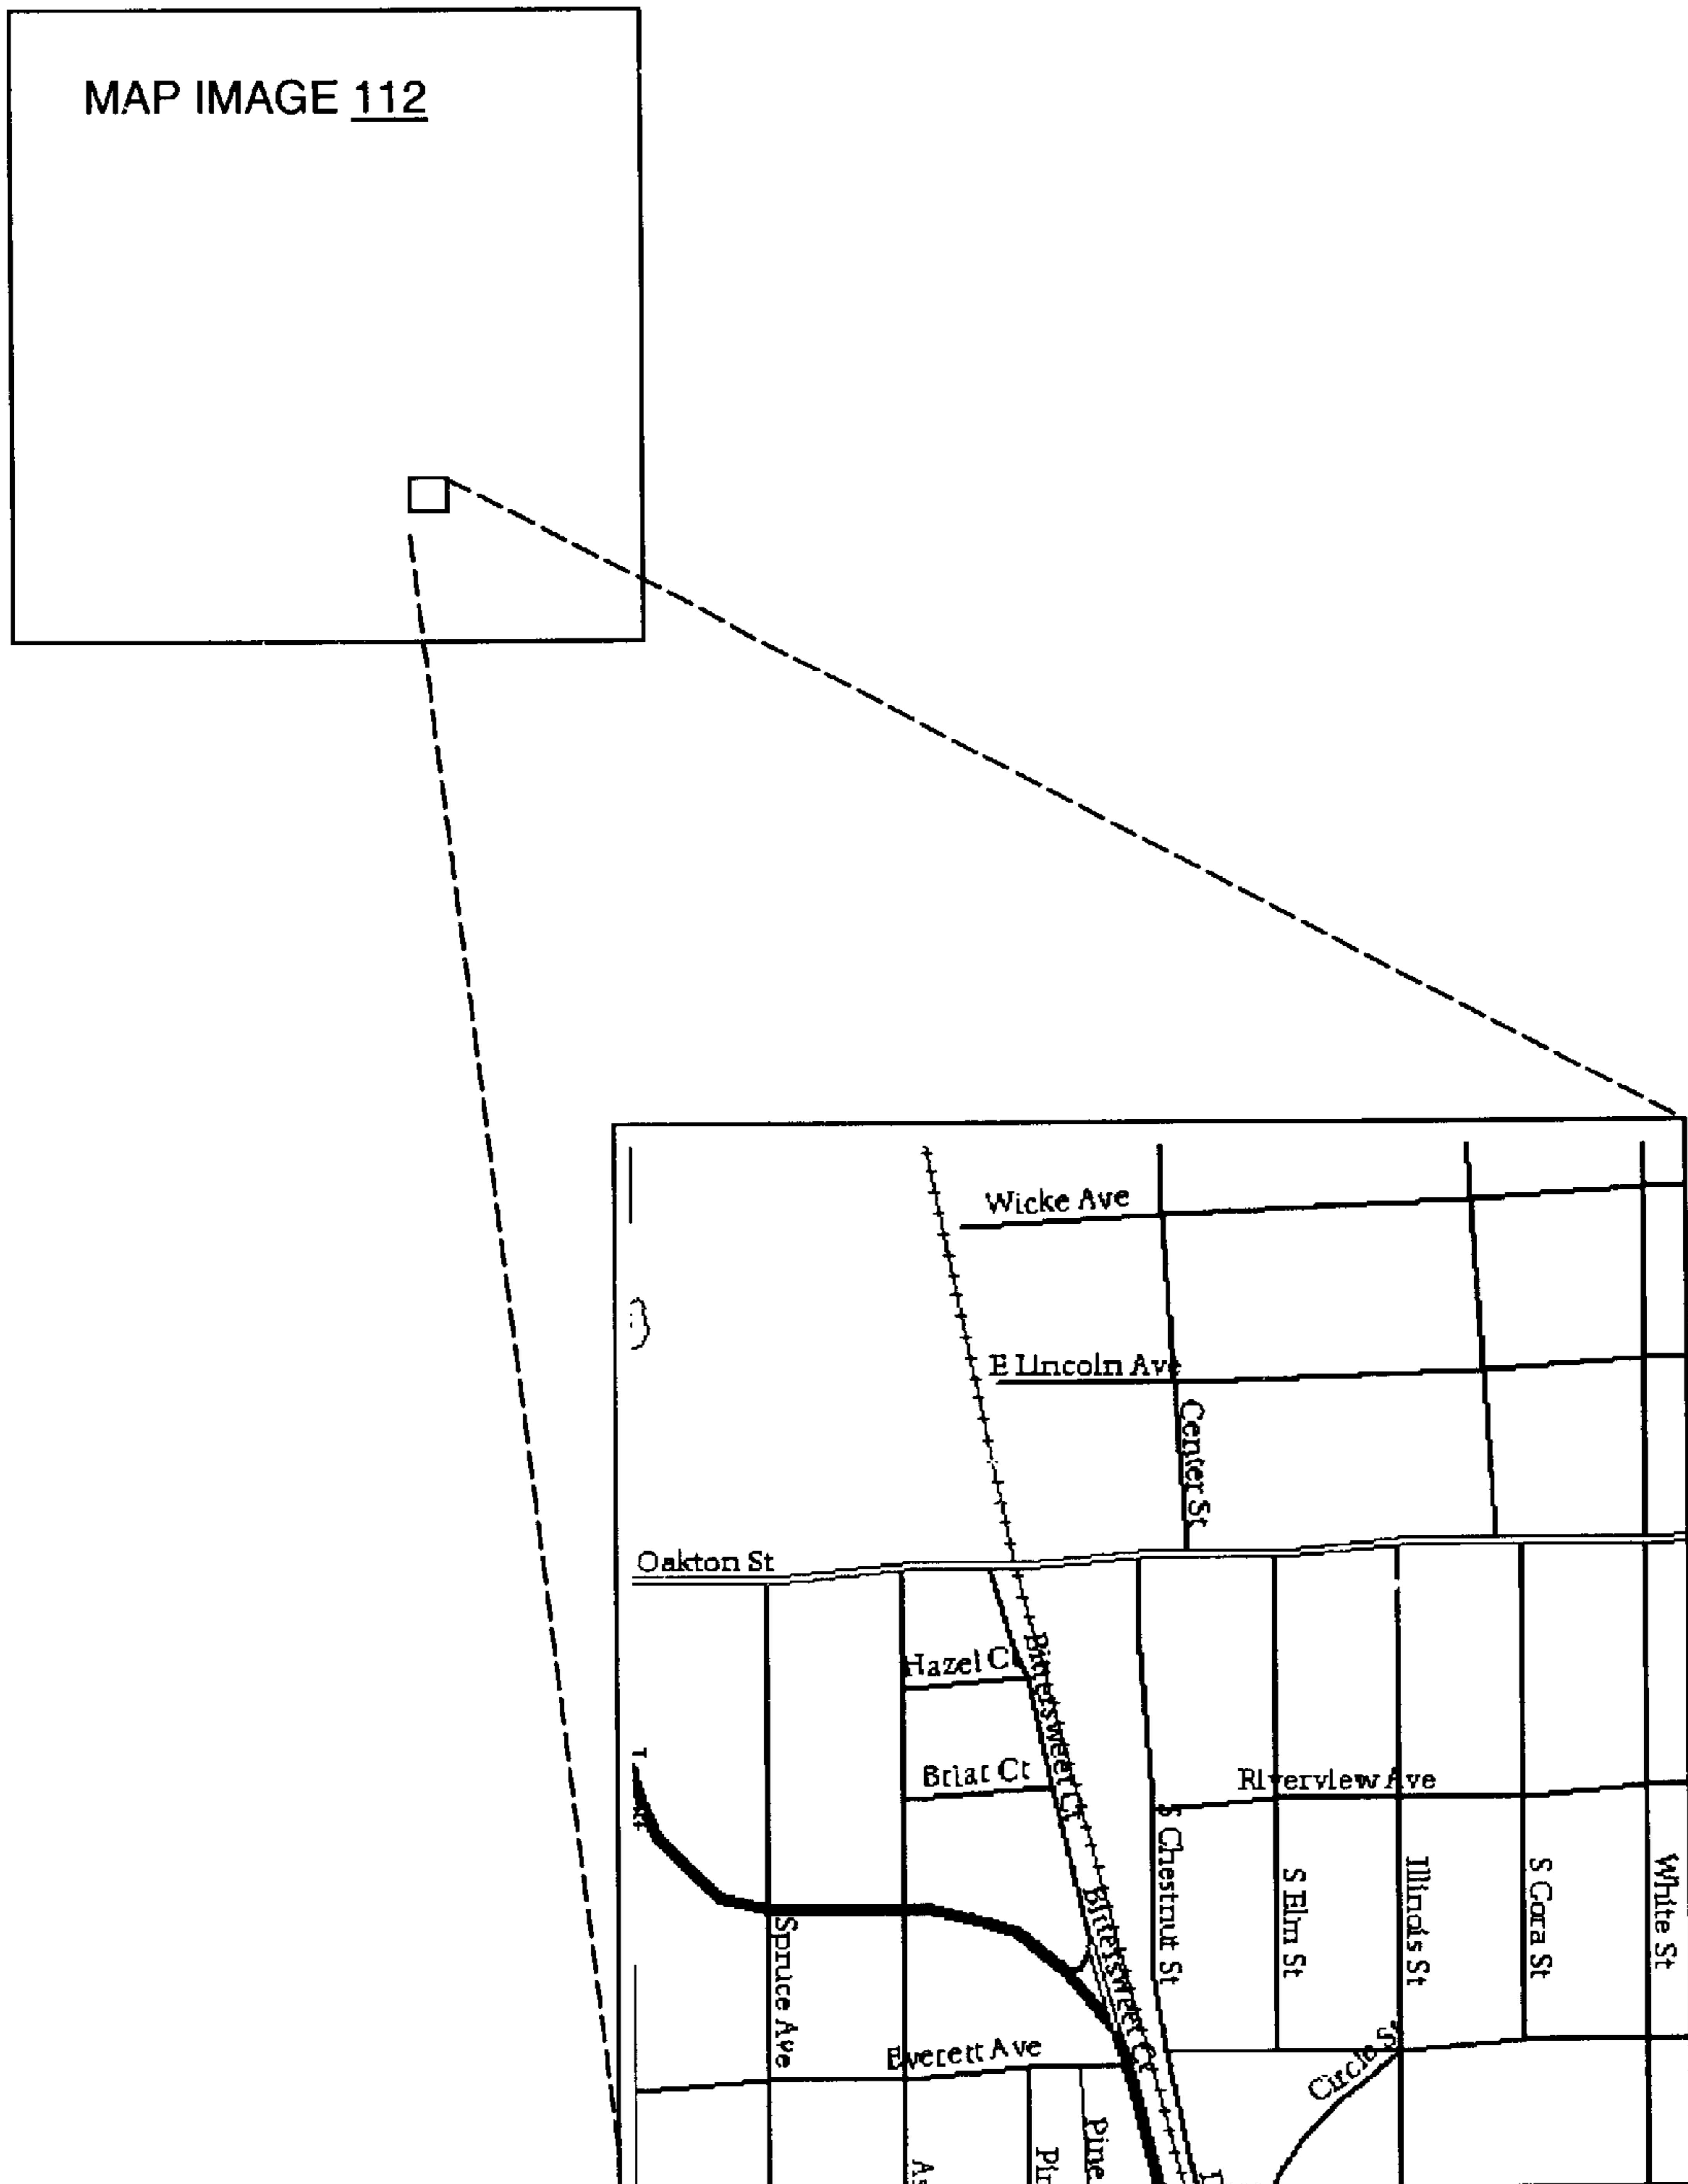 MAP IMAGE 112
Wicke Ave
E Lincoln Ave
Center St
Oakton St
Hazel Ct
Bittersweet Ct
Briar Ct
Riverview Ave
S Chestnut St
S Elm St
Illinois St
S Cora St
White St
Bittersweet Ct
Spruce Ave
Everett Ave
Circle St
Pine